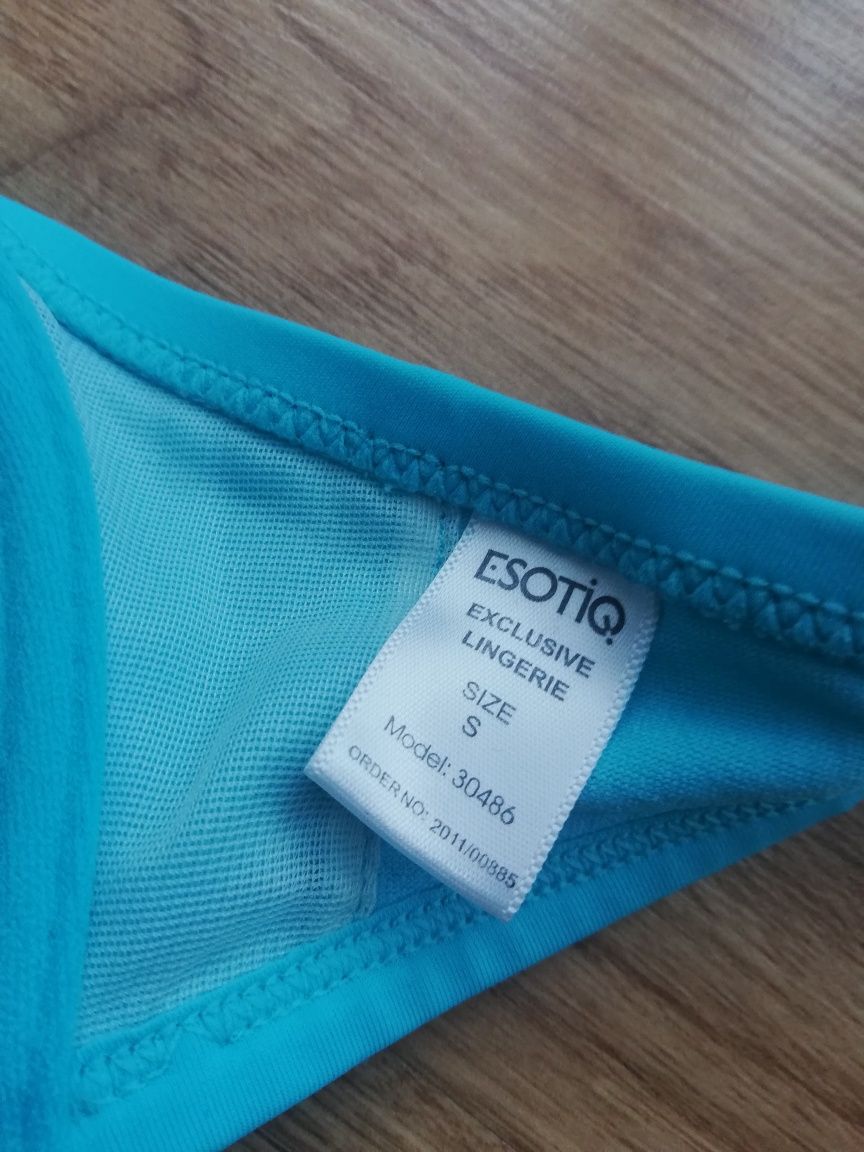 ESOTiQ
EXCLUSIVE
LINGERIE
SIZE
S
Model: 30486
ORDER NO: 2011/00885